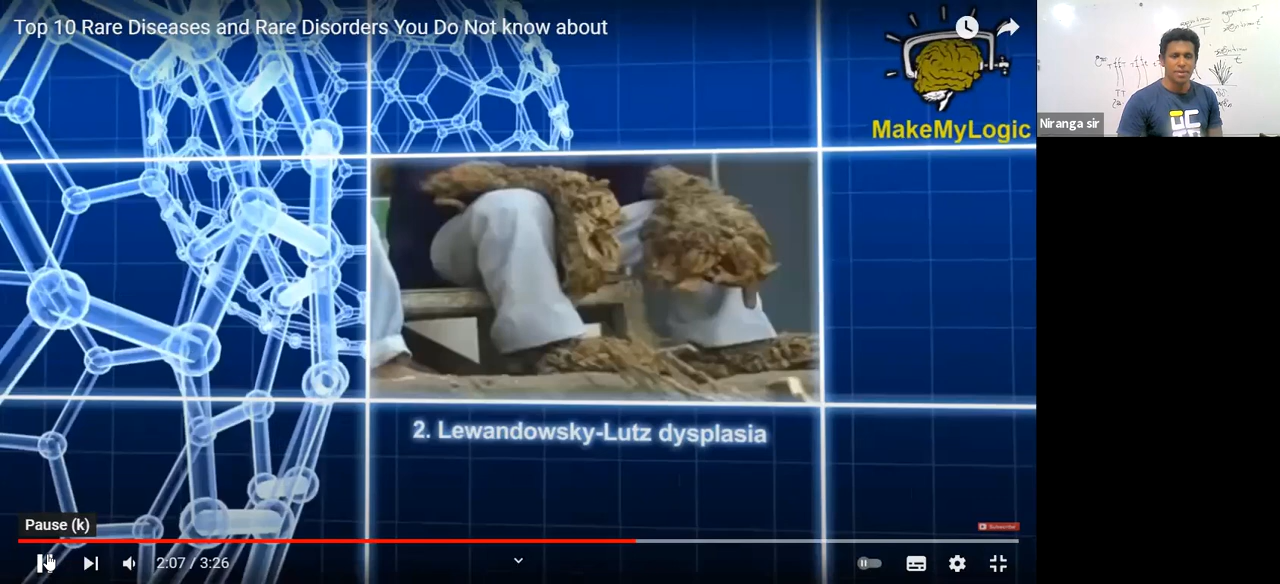 Top 10 Rare Diseases and Rare Disorders You Do Not know about
MakeMyLogic
Niranga sir
2. Lewandowsky-Lutz dysplasia
Pause (k)
Subscribe
2:07 / 3:26